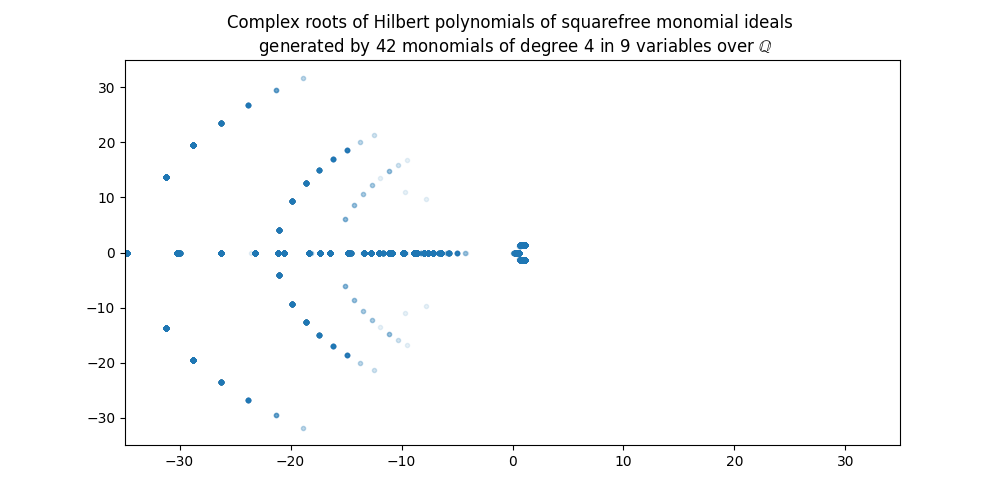 Complex roots of Hilbert polynomials of squarefree monomial ideals
generated by 42 monomials of degree 4 in 9 variables over ℚ
30
20
10
0
−10
−20
−30
−30 −20 −10 0 10 20 30